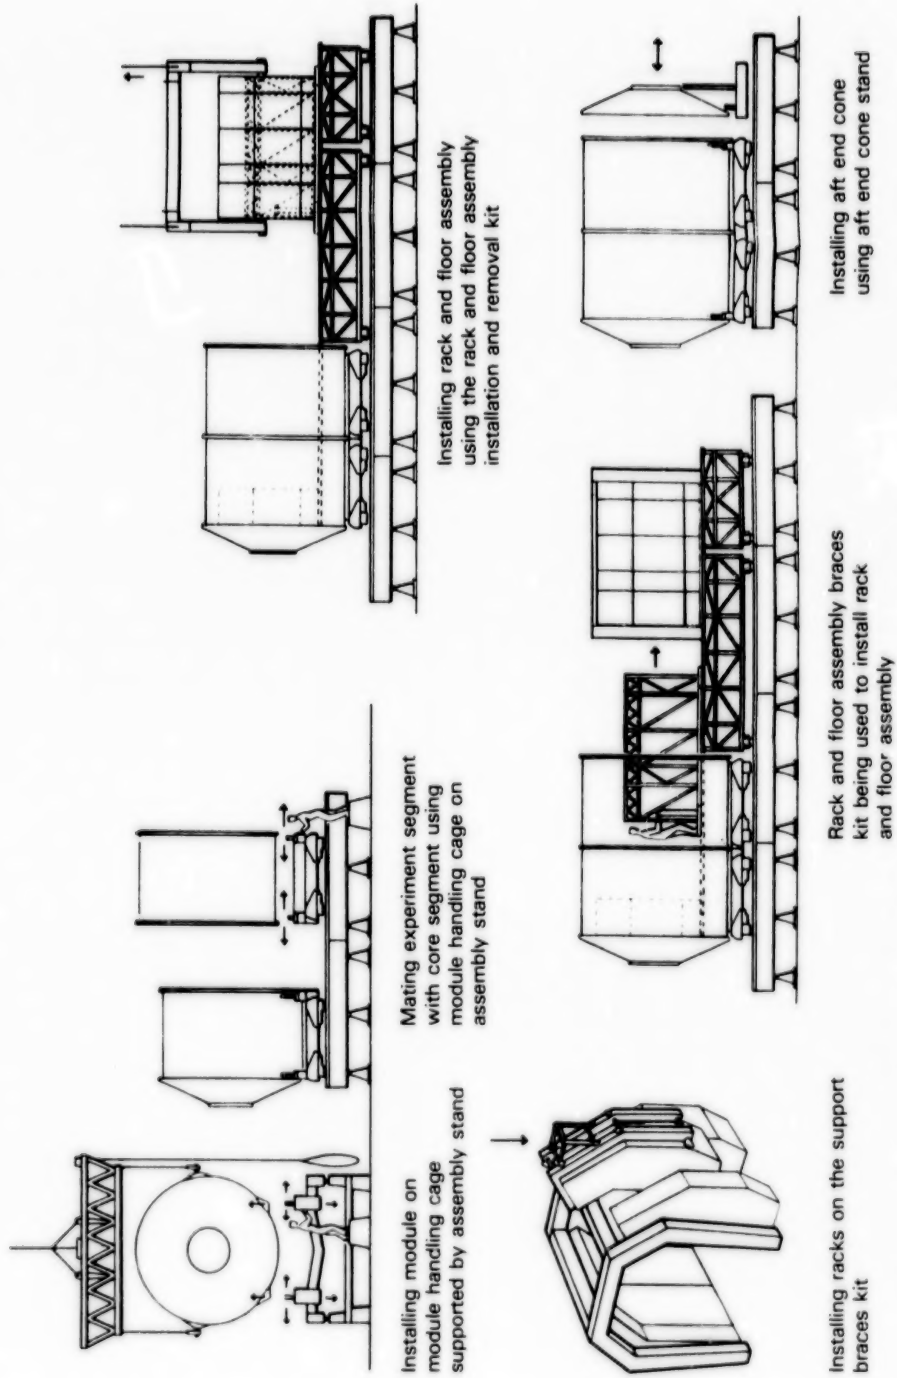 Installing module on
module handling cage
supported by assembly stand
Mating experiment segment
with core segment using
module handling cage on
assembly stand
Installing rack and floor assembly
using the rack and floor assembly
installation and removal kit
Installing racks on the support
braces kit
Rack and floor assembly braces
kit being used to install rack
and floor assembly
Installing aft end cone
using aft end cone stand